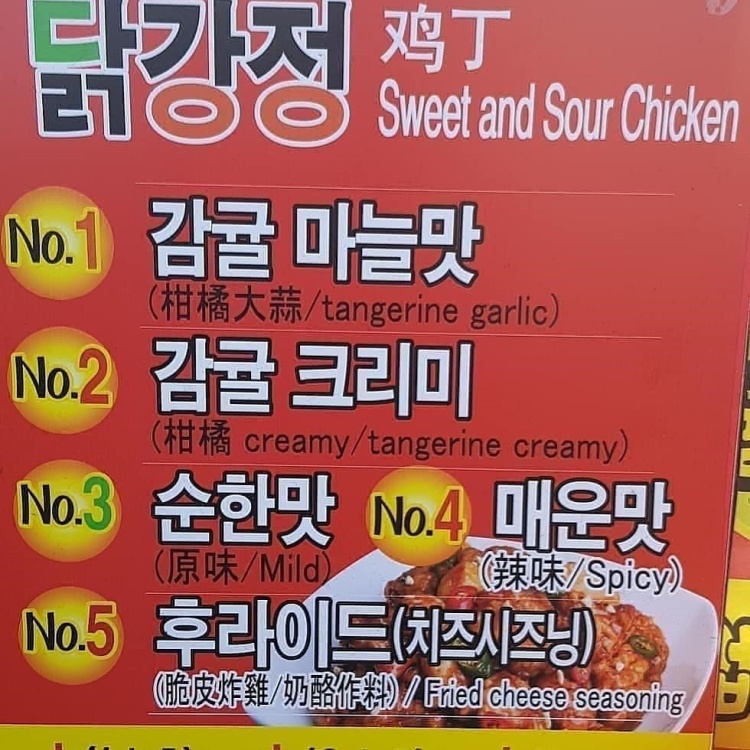 닭강정 鸡丁
Sweet and Sour Chicken
No.1 감귤 마늘맛
(柑橘大蒜/tangerine garlic)
No.2 감귤 크리미
(柑橘 creamy/tangerine creamy)
No.3 순한맛 No.4 매운맛
(原味/Mild) (辣味/Spicy)
No.5 후라이드(치즈시즈닝)
(脆皮炸雞/奶酪作料) / Fried cheese seasoning